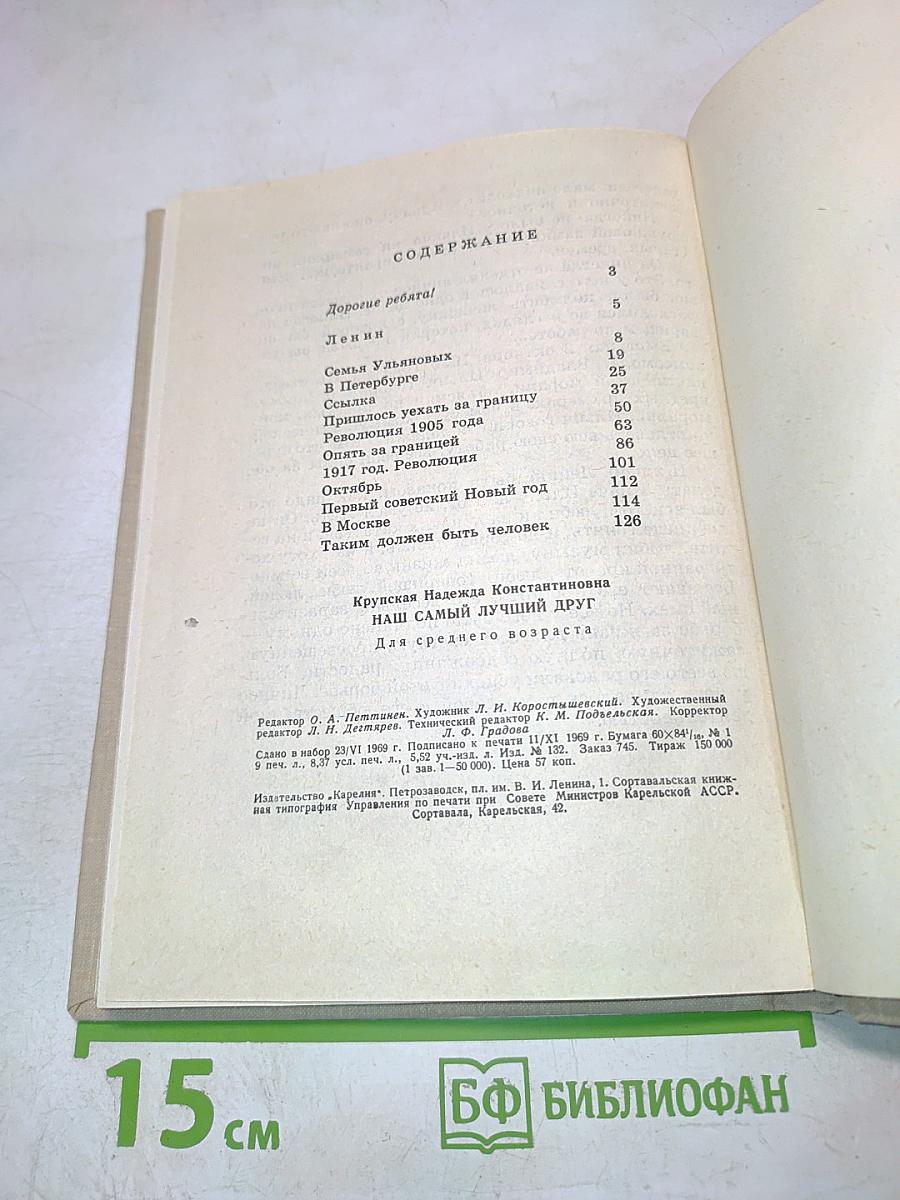 СОДЕРЖАНИЕ
Дорогие ребята! 3
Ленин 5
Семья Ульяновых 8
В Петербурге 19
Ссылка 25
Пришлось уехать за границу 37
Революция 1905 года 50
Опять за границей 63
1917 год. Революция 86
Октябрь 101
Первый советский Новый год 112
В Москве 114
Таким должен быть человек 126
Крупская Надежда Константиновна
НАШ САМЫЙ ЛУЧШИЙ ДРУГ
Для среднего возраста
Редактор О. А. Петтинен. Художник Л. И. Коростышевский. Художественный
редактор Л. Н. Дегтярев. Технический редактор К. М. Подъельская. Корректор
Л. Ф. Градова
Сдано в набор 23/VI 1969 г. Подписано к печати 11/XI 1969 г. Бумага 60×84¹/₁₆, № 1
9 печ. л., 8,37 усл. печ. л., 5,52 уч.-изд. л. Изд. № 132. Заказ 745. Тираж 150 000
(1 зав. 1—50 000). Цена 57 коп.
Издательство „Карелия". Петрозаводск, пл. им. В. И. Ленина, 1. Сортавальская книж-
ная типография Управления по печати при Совете Министров Карельской АССР.
Сортавала, Карельская, 42.
15 см
БФ БИБЛИОФАН